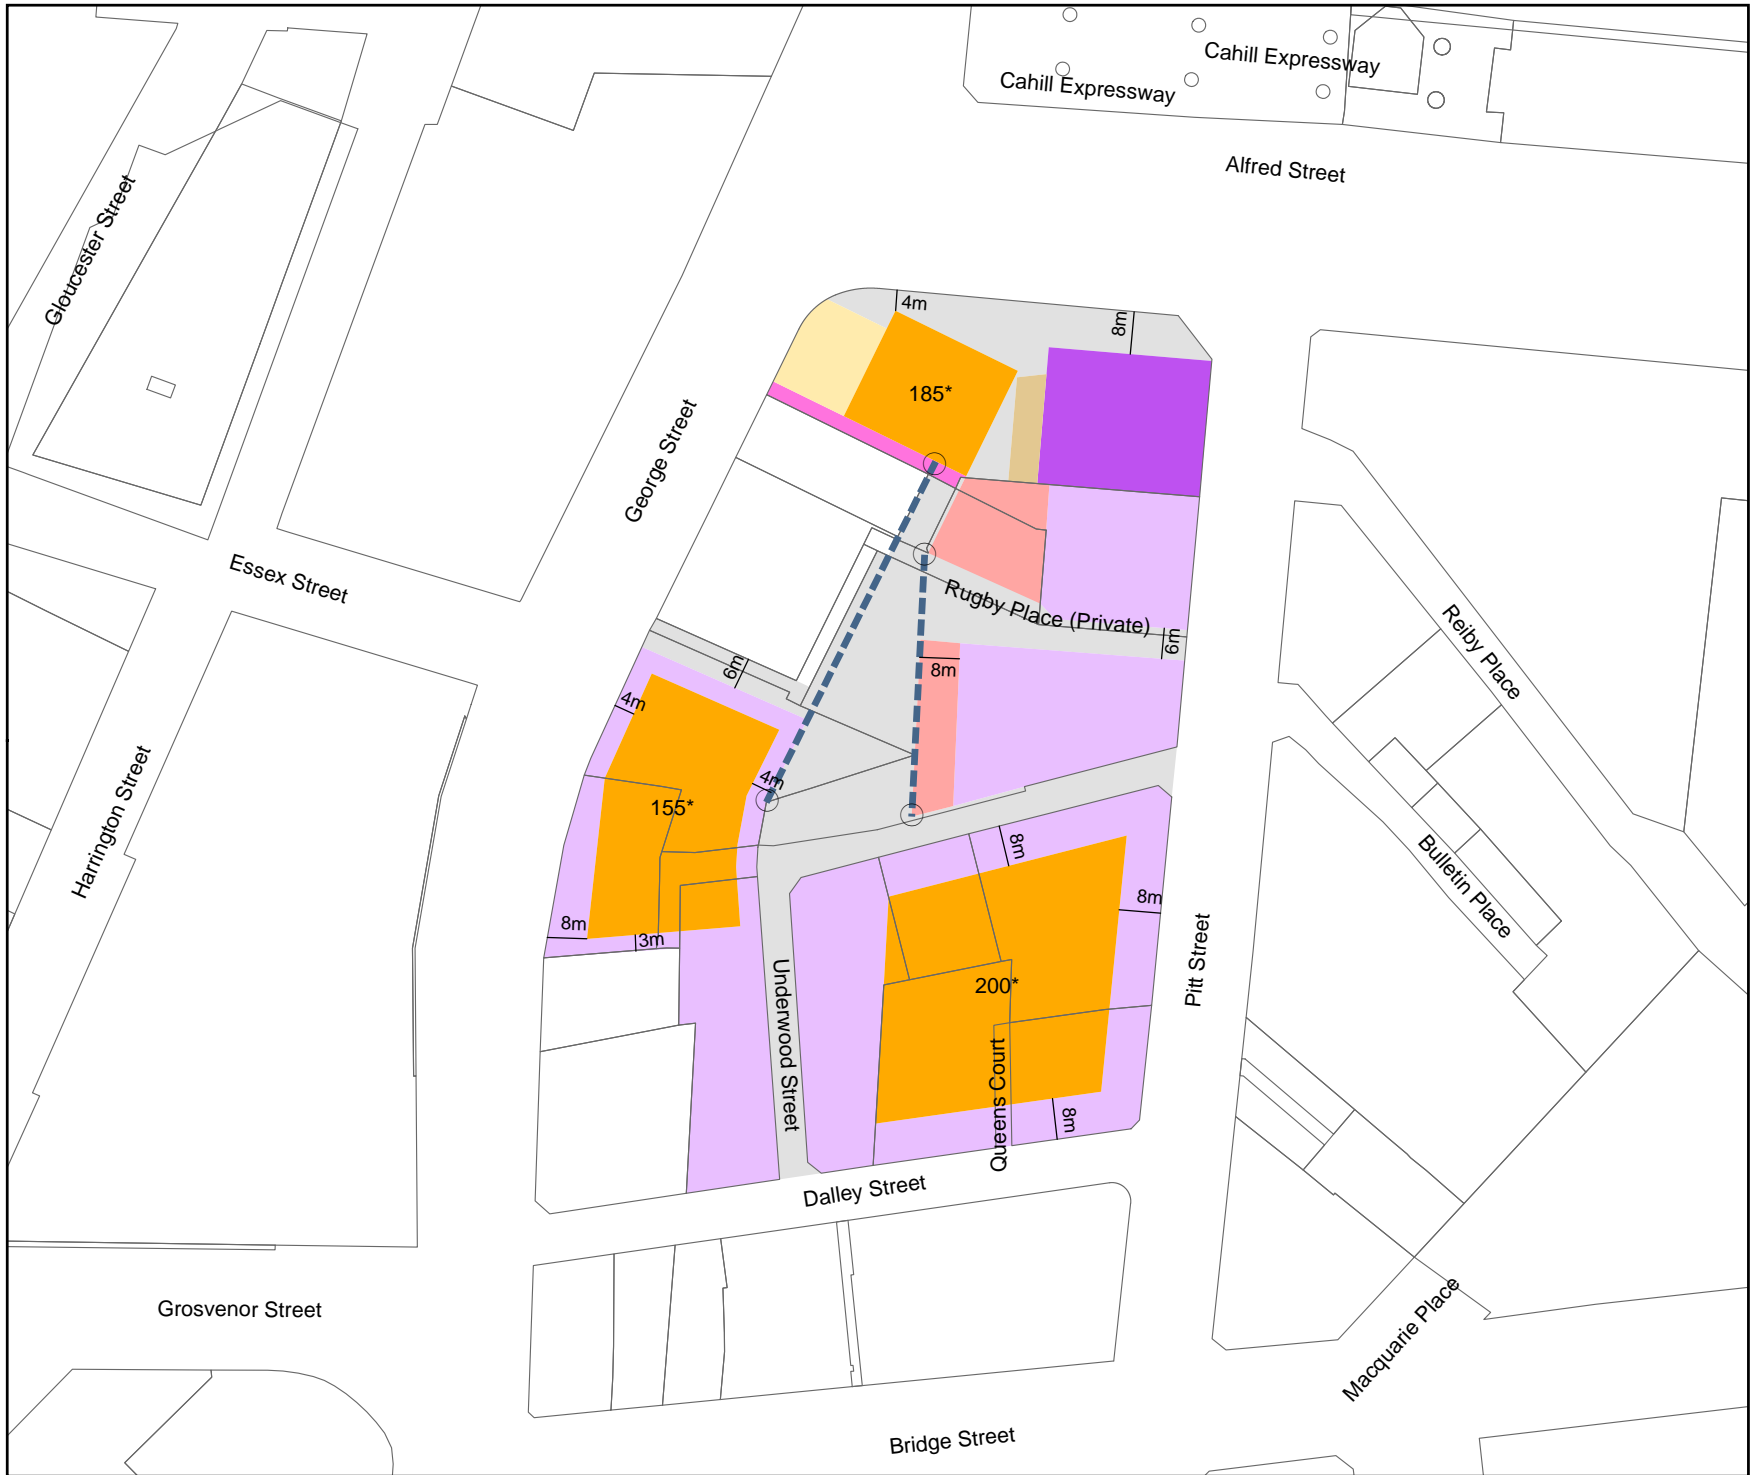 Cahill Expressway
Cahill Expressway
Alfred Street
Gloucester Street
4m
8m
185*
George Street
Essex Street
Rugby Place (Private)
6m
Reiby Place
6m
8m
4m
4m
155*
Harrington Street
8m
8m
Bulletin Place
8m
8m
3m
Pitt Street
200*
Underwood Street
Queens Court
8m
Dalley Street
Grosvenor Street
Macquarie Place
Bridge Street